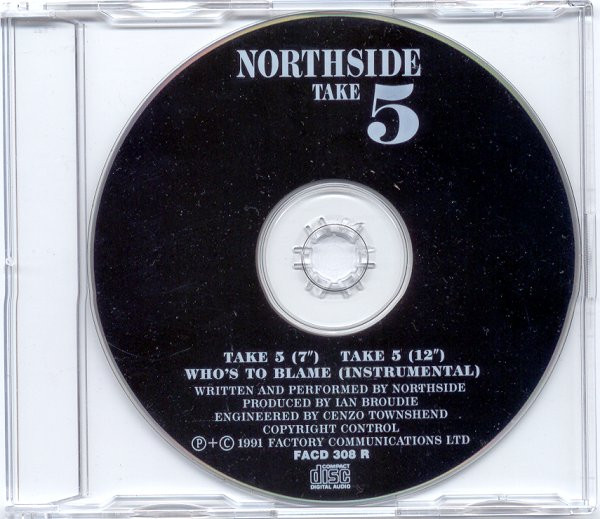 NORTHSIDE
TAKE 5
TAKE 5 (7") TAKE 5 (12")
WHO'S TO BLAME (INSTRUMENTAL)
WRITTEN AND PERFORMED BY NORTHSIDE
PRODUCED BY IAN BROUDIE
ENGINEERED BY CENZO TOWNSHEND
COPYRIGHT CONTROL
Ⓟ+© 1991 FACTORY COMMUNICATIONS LTD
FACD 308 R
COMPACT
disc
DIGITAL AUDIO